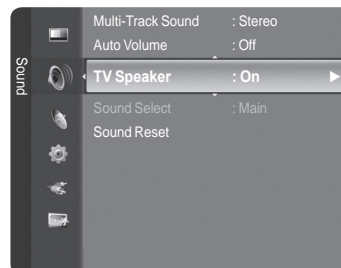 Sound
Multi-Track Sound : Stereo
Auto Volume : Off
TV Speaker : On ►
Sound Select : Main
Sound Reset